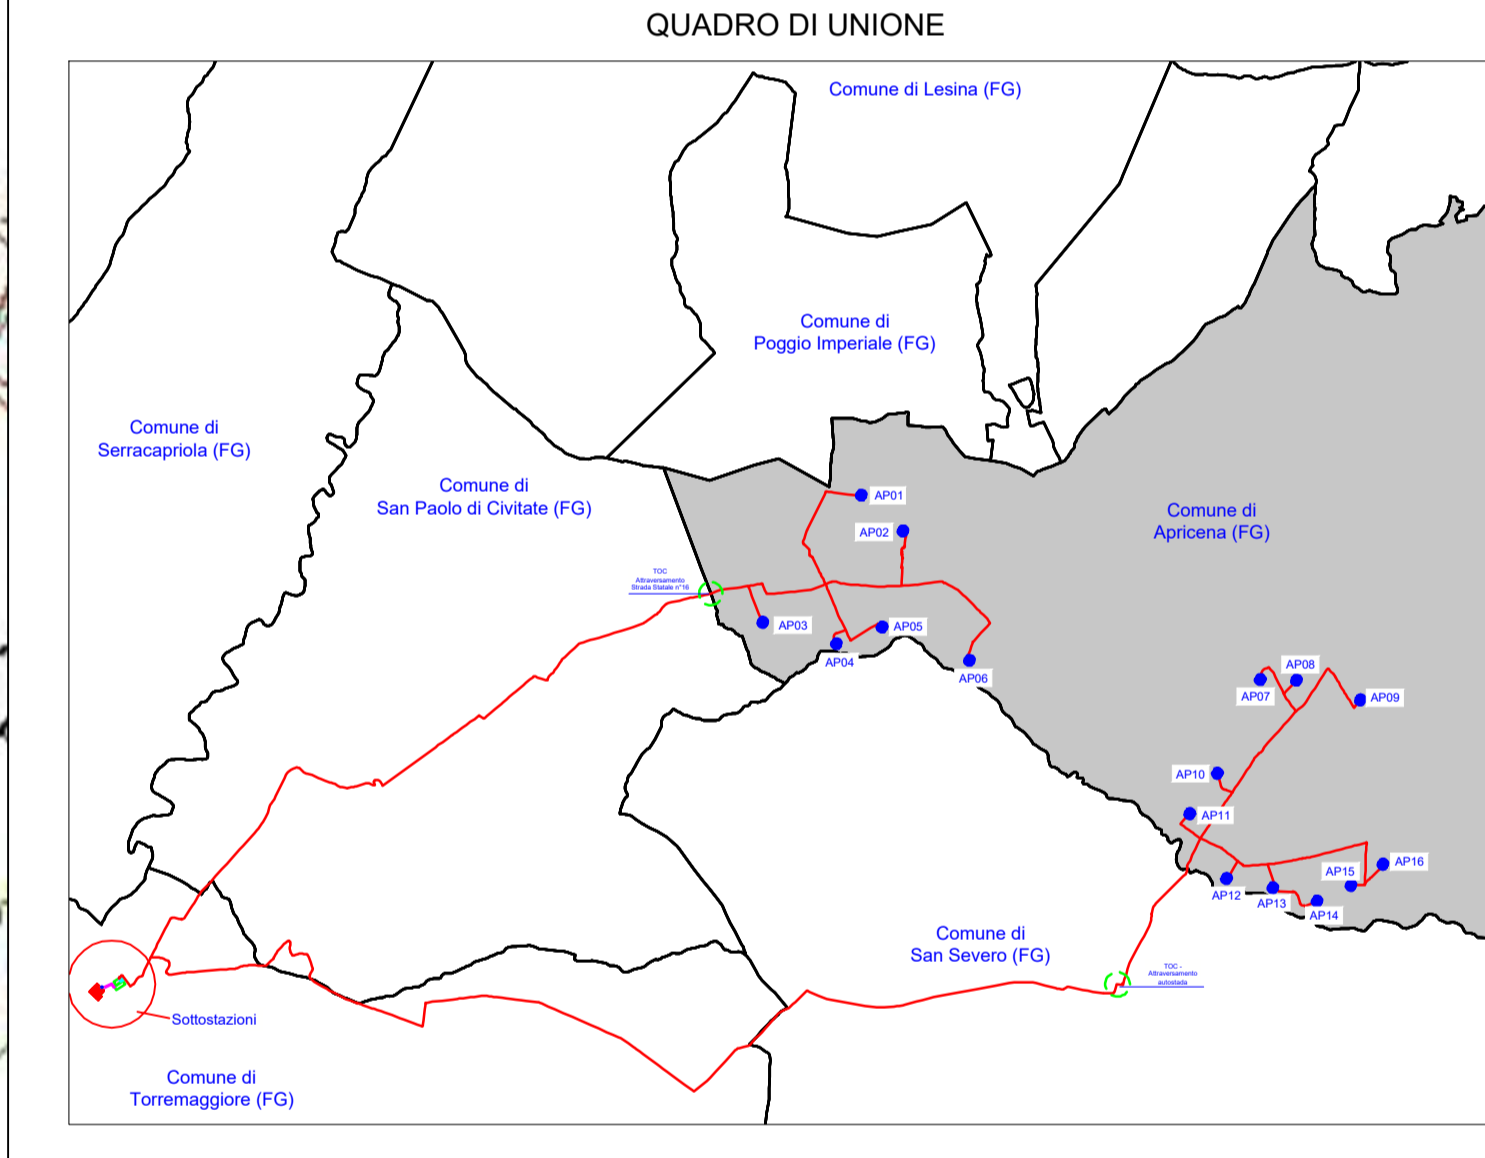 QUADRO DI UNIONE
Comune di Lesina (FG)
Comune di
Poggio Imperiale (FG)
Comune di
Serracapriola (FG)
Comune di
San Paolo di Civitate (FG)
Comune di
Apricena (FG)
AP01
AP02
TOC
Attraversamento
Strada Statale n°16
AP03
AP05
AP04
AP06
AP08
AP07
AP09
AP10
AP11
AP16
AP15
AP12
AP13
AP14
Comune di
San Severo (FG)
TOC -
Attraversamento
autostada
Sottostazioni
Comune di
Torremaggiore (FG)